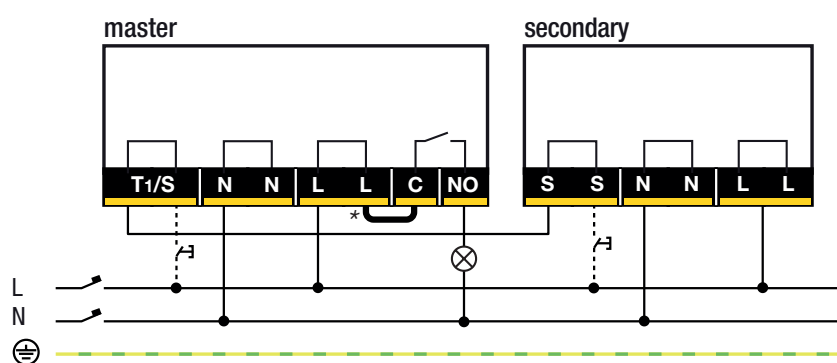 master secondary
T1/S N N L L C NO S S N N L L
*
L
N